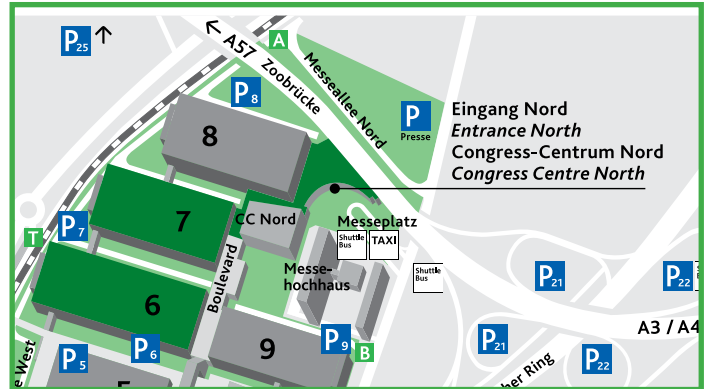 P25 ↑
← A57 Zoobrücke
A
Messeallee Nord
P8
P
Presse
Eingang Nord
Entrance North
Congress-Centrum Nord
Congress Centre North
8
7
CC Nord
Messeplatz
Shuttle
Bus
TAXI
P7
T
Boulevard
Messe-
hochhaus
Shuttle
Bus
P21
P22
6
P21
A3 / A4
P5
P6
9
P9
B
P22
e West
her Ring